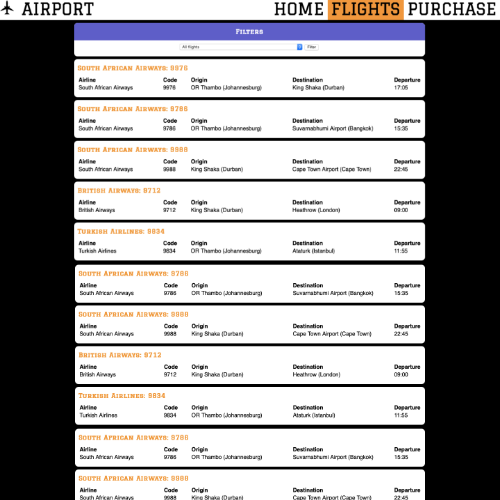 AIRPORT HOME FLIGHTS PURCHASE
Filters
All flights Filter
South African Airways: 9976
Airline Code Origin Destination Departure
South African Airways 9976 OR Thambo (Johannesburg) King Shaka (Durban) 17:05
South African Airways: 9786
Airline Code Origin Destination Departure
South African Airways 9786 OR Thambo (Johannesburg) Suvarnabhumi Airport (Bangkok) 15:35
South African Airways: 9988
Airline Code Origin Destination Departure
South African Airways 9988 King Shaka (Durban) Cape Town Airport (Cape Town) 22:45
British Airways: 9712
Airline Code Origin Destination Departure
British Airways 9712 King Shaka (Durban) Heathrow (London) 09:00
Turkish Airlines: 9834
Airline Code Origin Destination Departure
Turkish Airlines 9834 OR Thambo (Johannesburg) Ataturk (Istanbul) 11:55
South African Airways: 9786
Airline Code Origin Destination Departure
South African Airways 9786 OR Thambo (Johannesburg) Suvarnabhumi Airport (Bangkok) 15:35
South African Airways: 9988
Airline Code Origin Destination Departure
South African Airways 9988 King Shaka (Durban) Cape Town Airport (Cape Town) 22:45
British Airways: 9712
Airline Code Origin Destination Departure
British Airways 9712 King Shaka (Durban) Heathrow (London) 09:00
Turkish Airlines: 9834
Airline Code Origin Destination Departure
Turkish Airlines 9834 OR Thambo (Johannesburg) Ataturk (Istanbul) 11:55
South African Airways: 9786
Airline Code Origin Destination Departure
South African Airways 9786 OR Thambo (Johannesburg) Suvarnabhumi Airport (Bangkok) 15:35
South African Airways: 9988
Airline Code Origin Destination Departure
South African Airways 9988 King Shaka (Durban) Cape Town Airport (Cape Town) 22:45